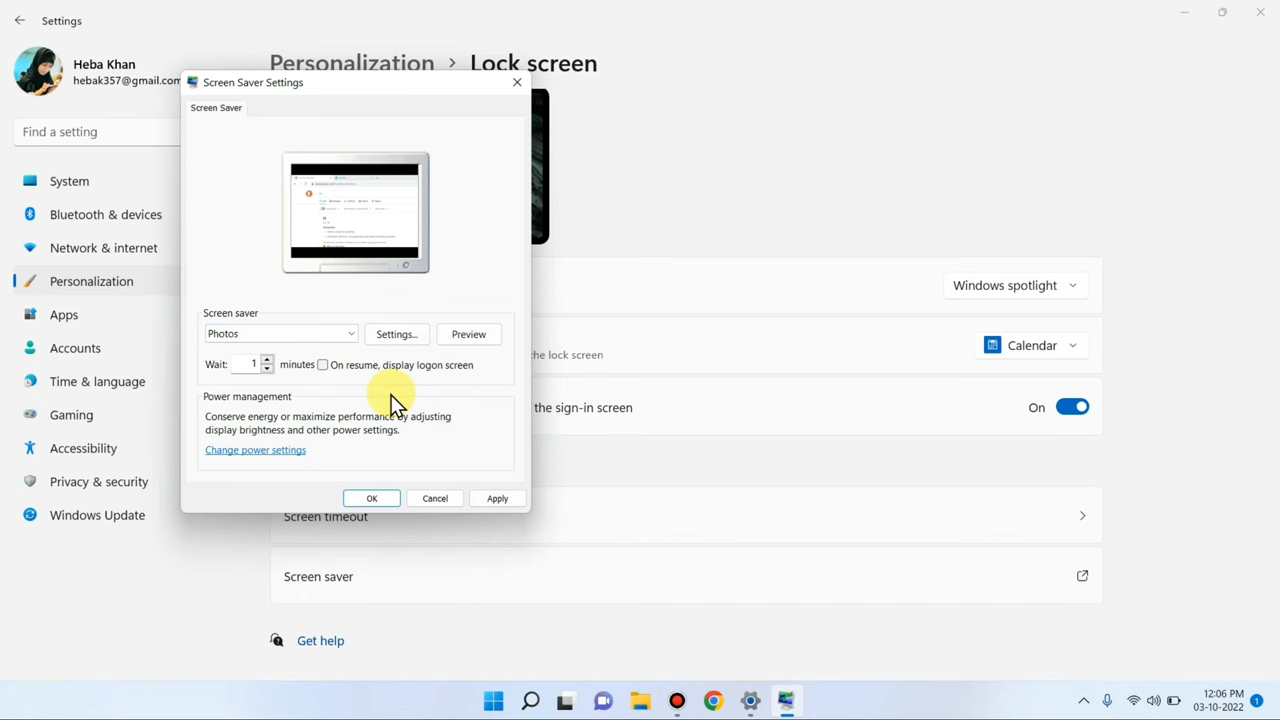 Settings
Heba Khan
hebak357@gmail.com
Find a setting
System
Bluetooth & devices
Network & internet
Personalization
Apps
Accounts
Time & language
Gaming
Accessibility
Privacy & security
Windows Update
Personalization > Lock screen
Screen Saver Settings
Screen Saver
Screen saver
Photos
Settings...
Preview
Wait: 1 minutes On resume, display logon screen
Power management
Conserve energy or maximize performance by adjusting
display brightness and other power settings.
Change power settings
OK Cancel Apply
Windows spotlight
the lock screen
Calendar
the sign-in screen
On
Screen timeout
Screen saver
Get help
12:06 PM
03-10-2022
1